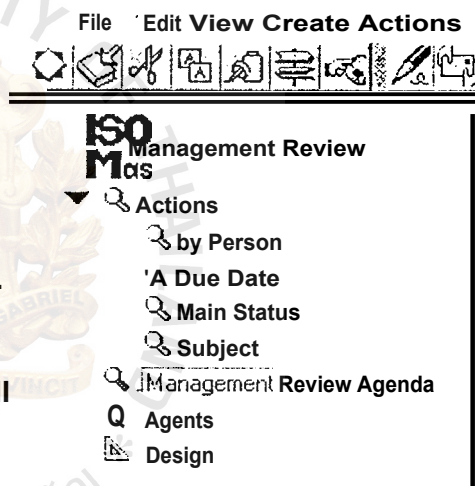 File 'Edit View Create Actions
ISO
Mas Management Review
Actions
by Person
'A Due Date
Main Status
Subject
Management Review Agenda
Q Agents
Design